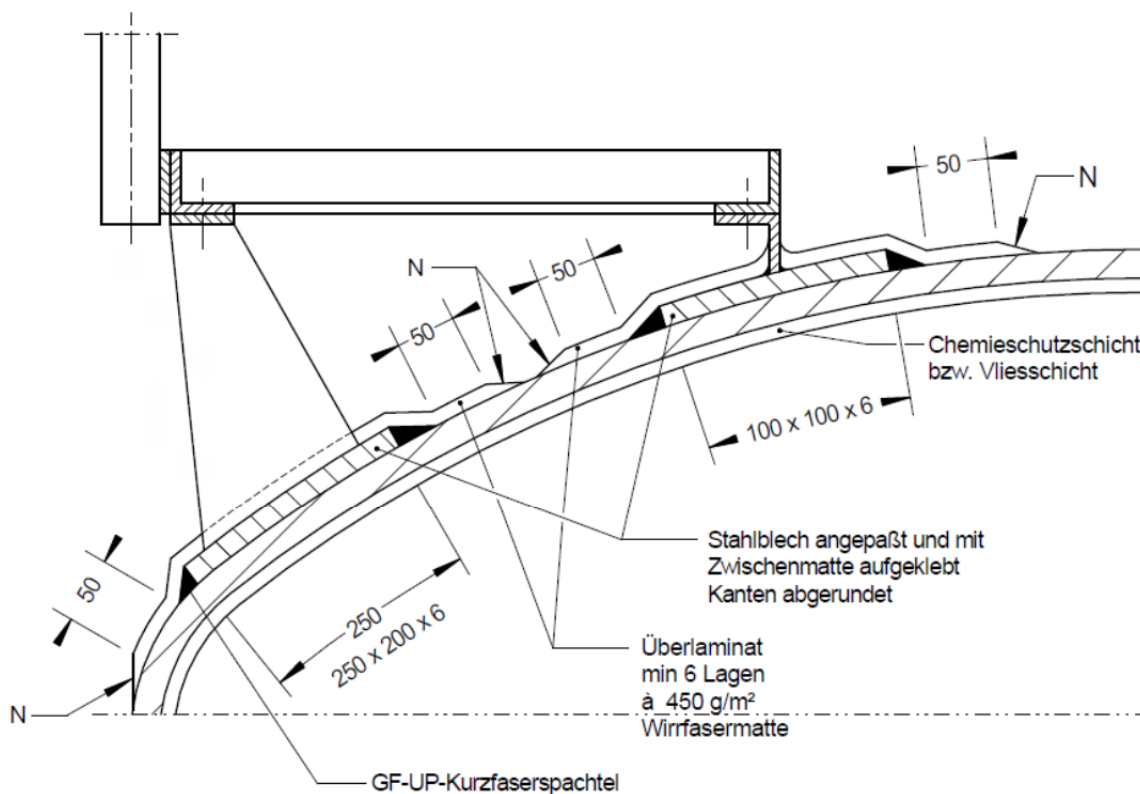 50
N
N
50
50
Chemieschutzschicht
bzw. Vliesschicht
100 x 100 x 6
Stahlblech angepaßt und mit
Zwischenmatte aufgeklebt
Kanten abgerundet
50
250
250 x 200 x 6
Überlaminat
min 6 Lagen
à 450 g/m²
Wirrfasermatte
N
GF-UP-Kurzfaserspachtel